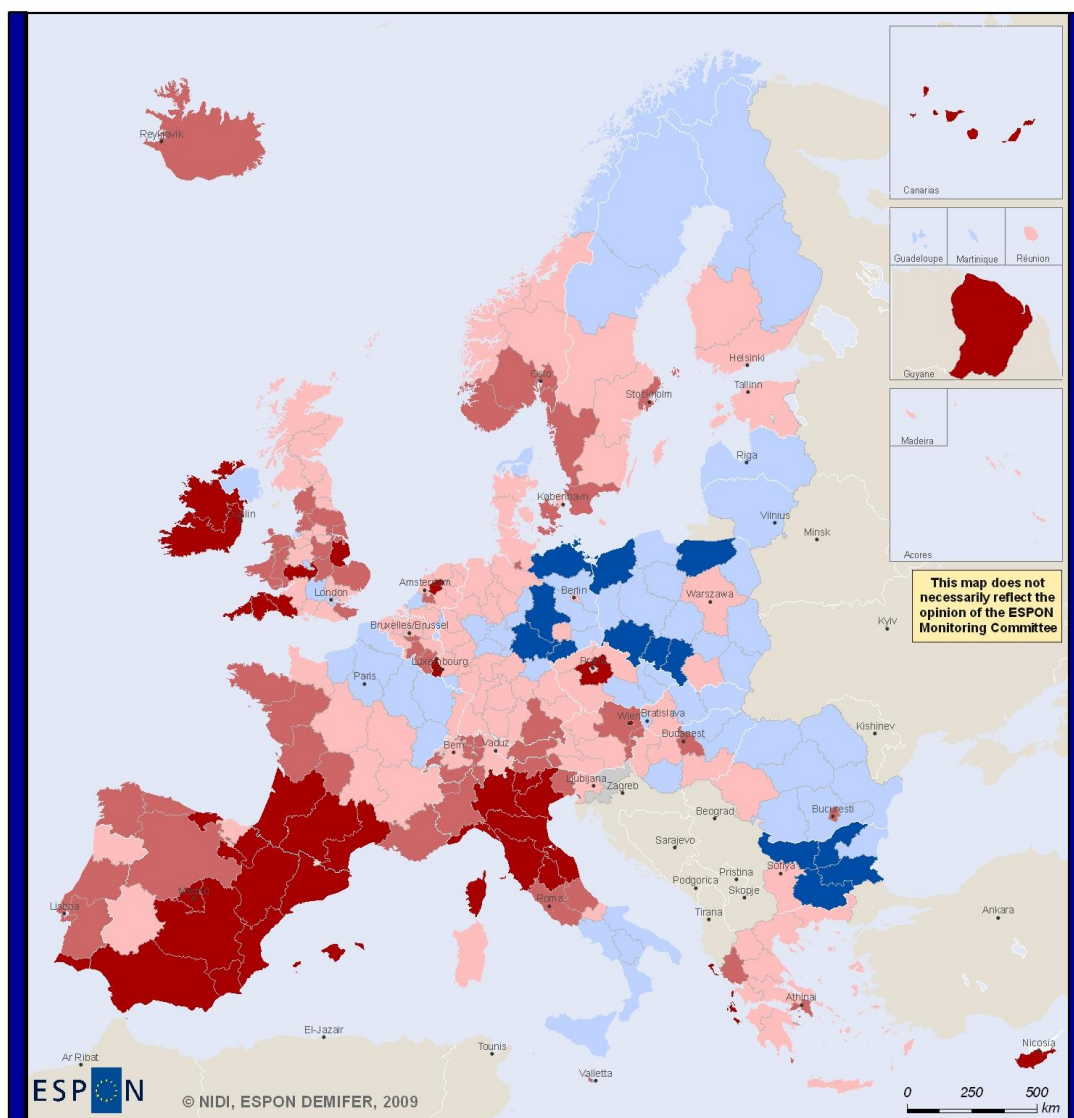 Reykjavik
Canarias
Guadeloupe
Martinique
Réunion
Guyane
Madeira
Acores
This map does not
necessarily reflect the
opinion of the ESPON
Monitoring Committee
Oslo
Helsinki
Stockholm
Tallinn
Riga
København
Vilnius
Minsk
London
Amsterdam
Berlin
Warszawa
Bruxelles/Brussel
Kyiv
Luxembourg
Paris
Wien
Bratislava
Budapest
Kishinev
Bern
Vaduz
Ljubljana
Zagreb
Beograd
Bucuresti
Sarajevo
Pristina
Sofiya
Podgorica
Skopje
Tirana
Roma
Lisboa
Ankara
Athinai
Nicosia
El-Jazair
Tounis
Ar Ribat
Valletta
ESPON
© NIDI, ESPON DEMIFER, 2009
0 250 500
km